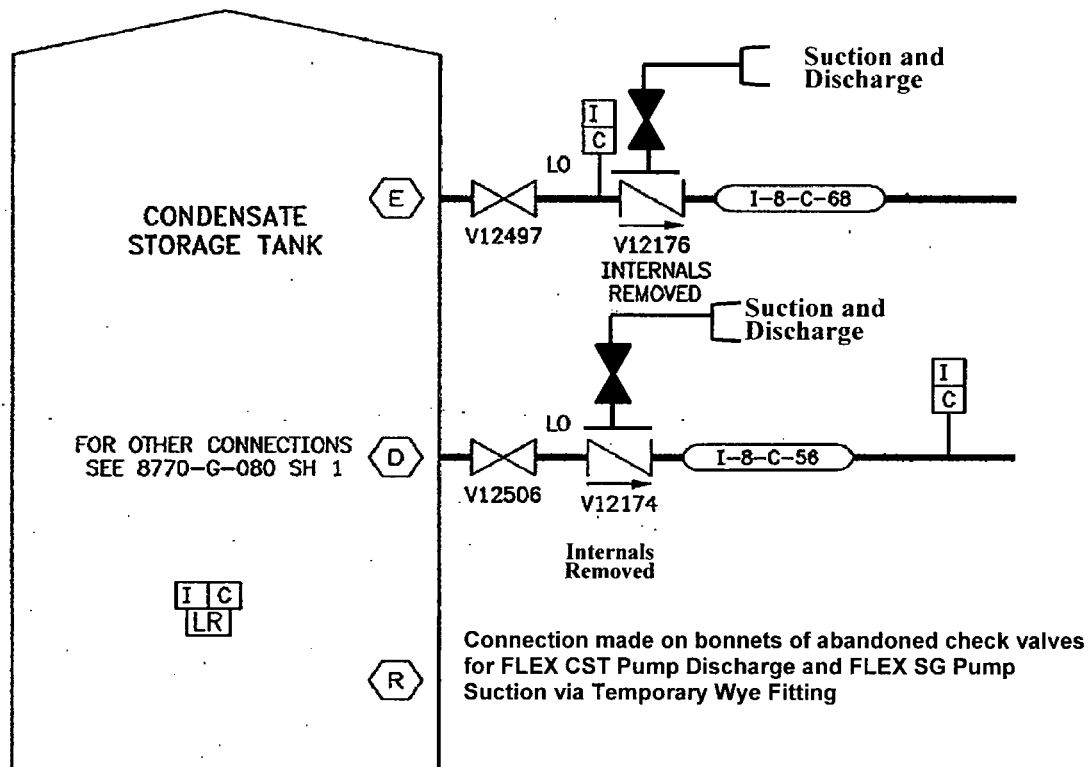 Suction and
Discharge
I
C
LO
E
I-8-C-68
CONDENSATE
STORAGE TANK
V12497
V12176
INTERNALS
REMOVED
Suction and
Discharge
I
C
LO
FOR OTHER CONNECTIONS
SEE 8770-G-080 SH 1
D
I-8-C-56
V12506
V12174
Internals
Removed
I C
LR
R
Connection made on bonnets of abandoned check valves
for FLEX CST Pump Discharge and FLEX SG Pump
Suction via Temporary Wye Fitting